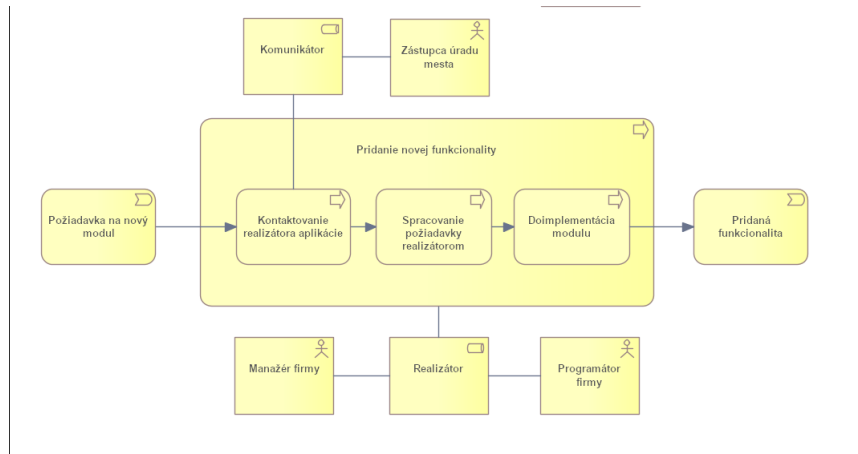 Komunikátor
Zástupca úradu
mesta
Pridanie novej funkcionality
Požiadavka na nový
modul
Kontaktovanie
realizátora aplikácie
Spracovanie
požiadavky
realizátorom
Doimplementácia
modulu
Pridaná
funkcionalita
Manažér firmy
Realizátor
Programátor
firmy